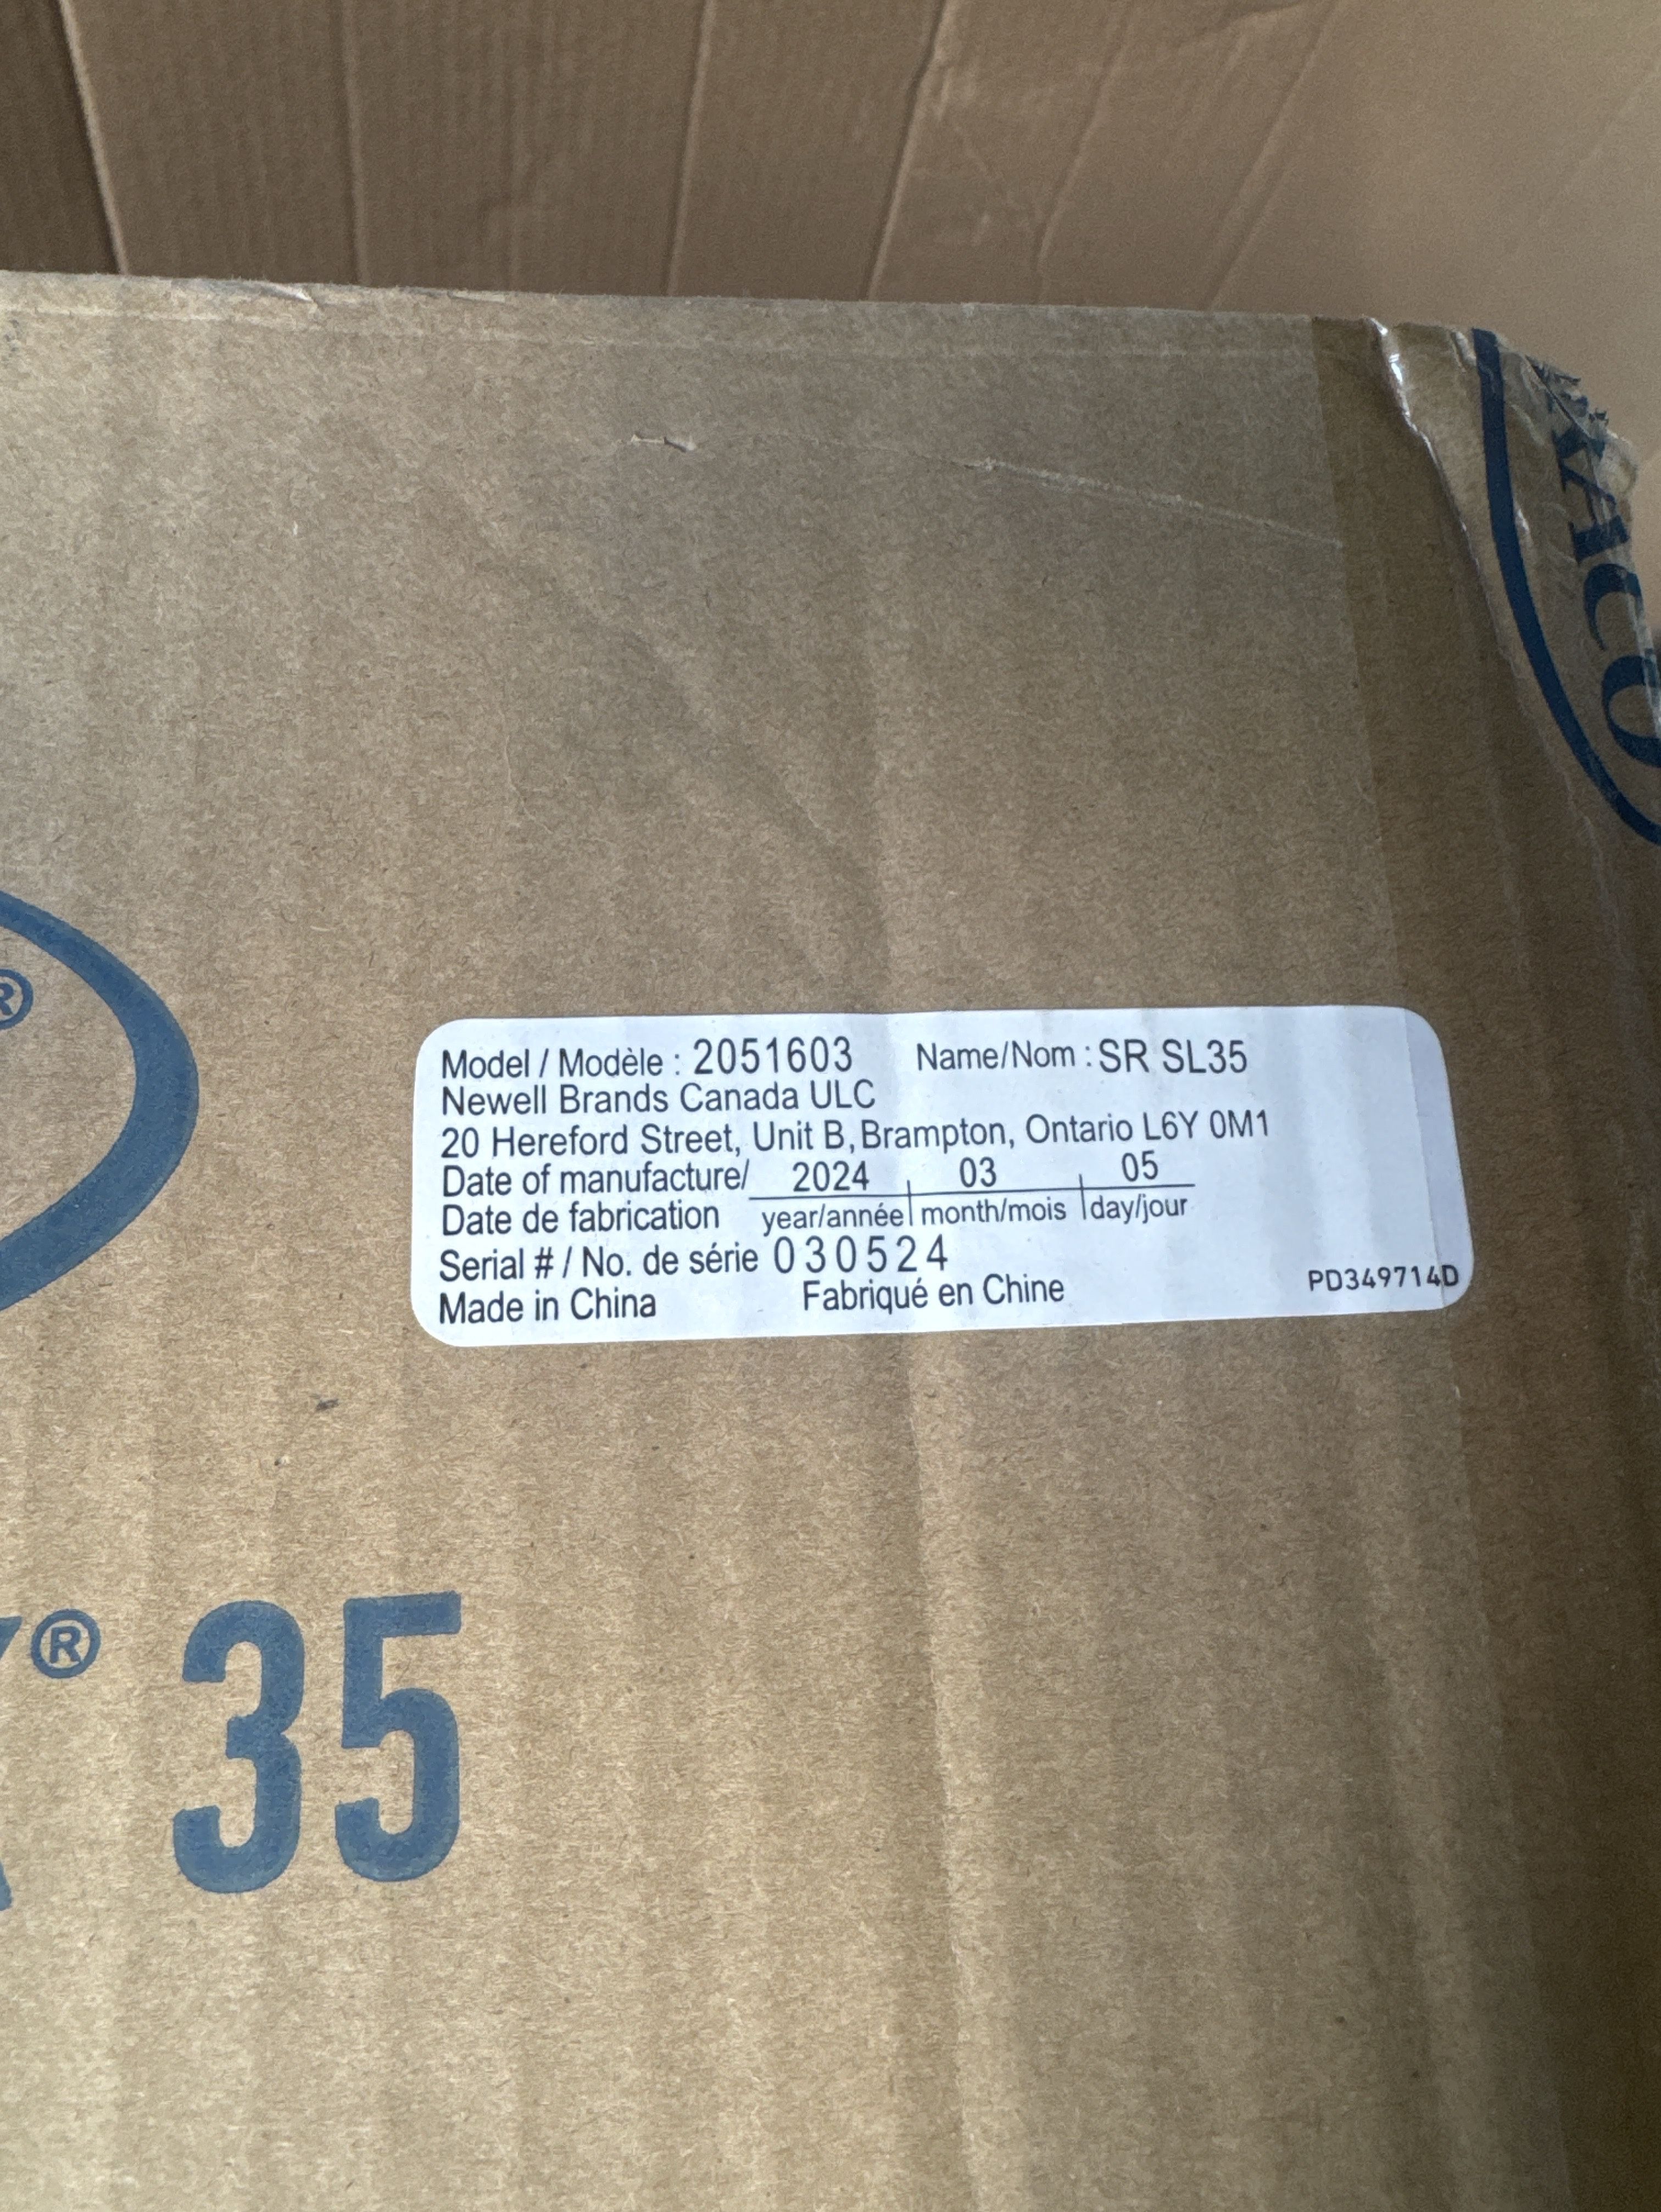 ACO
®
Model / Modèle : 2051603 Name/Nom : SR SL35
Newell Brands Canada ULC
20 Hereford Street, Unit B, Brampton, Ontario L6Y 0M1
Date of manufacture/ 2024 03 05
Date de fabrication year/année month/mois day/jour
Serial # / No. de série 030524
Made in China Fabriqué en Chine PD349714D
® 35